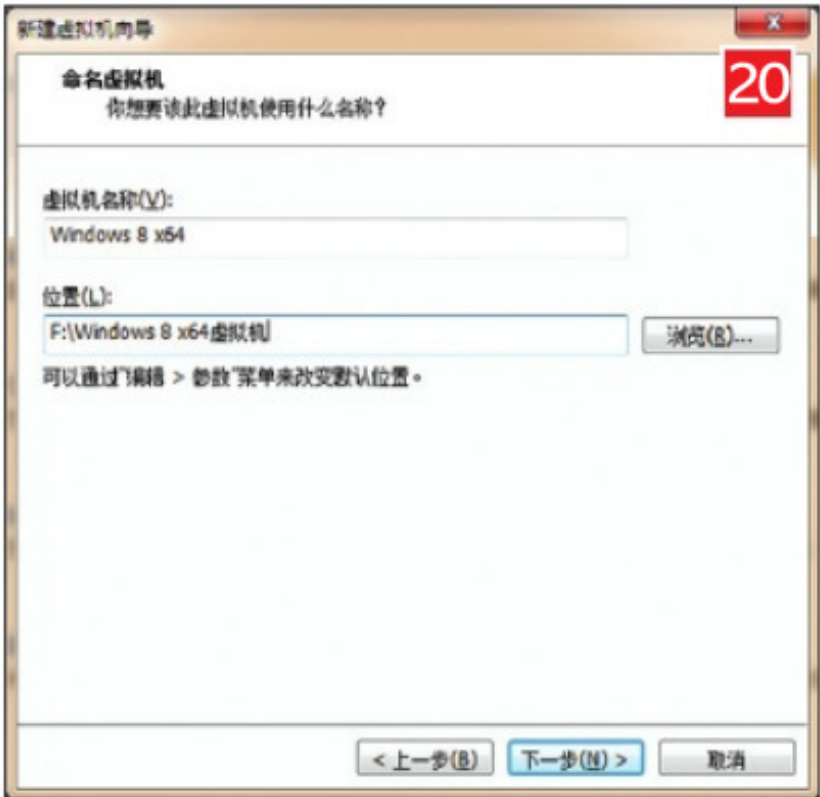 新建虚拟机向导
20
命名虚拟机
你想要该此虚拟机使用什么名称?
虚拟机名称(V):
Windows 8 x64
位置(L):
F:\Windows 8 x64虚拟机
浏览(R)...
可以通过"编辑 > 参数"菜单来改变默认位置。
< 上一步(B)
下一步(N) >
取消